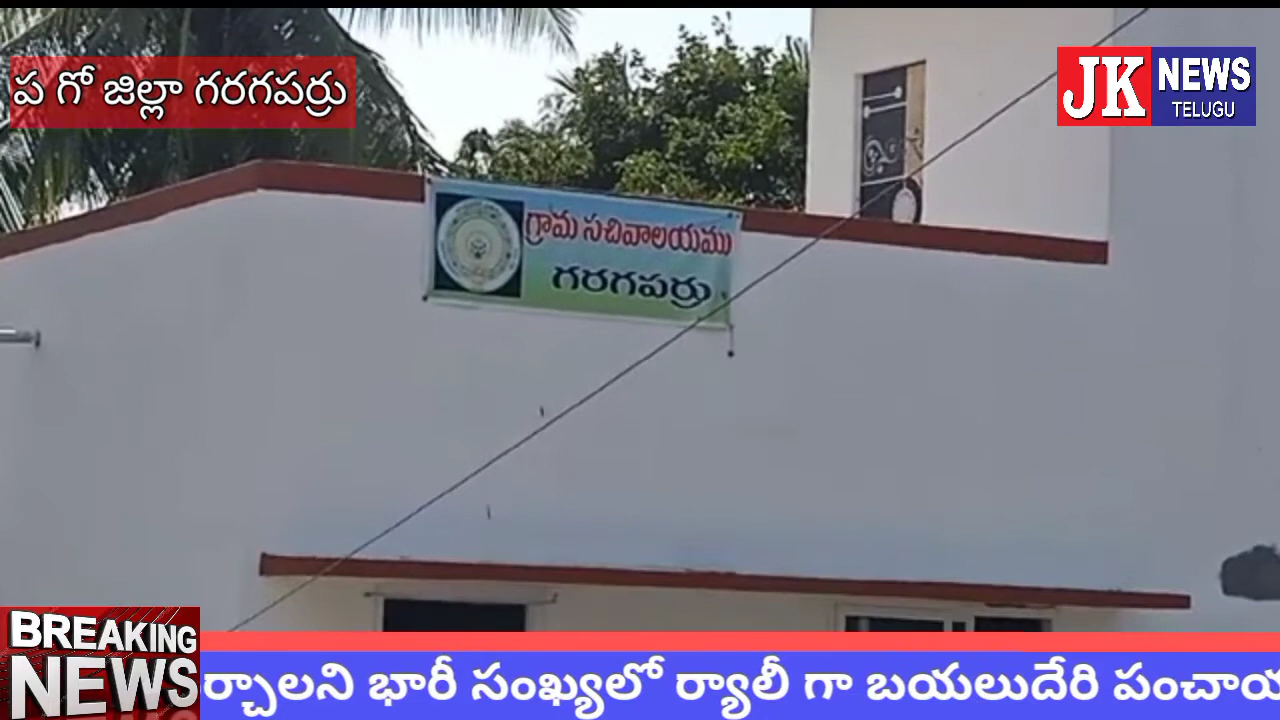 ప గో జిల్లా గరగపర్రు
JK NEWS
TELUGU
గ్రామ సచివాలయము
గరగపర్రు
BREAKING
NEWS
ర్చాలని భారీ సంఖ్యలో ర్యాలీ గా బయలుదేరి పంచాయ